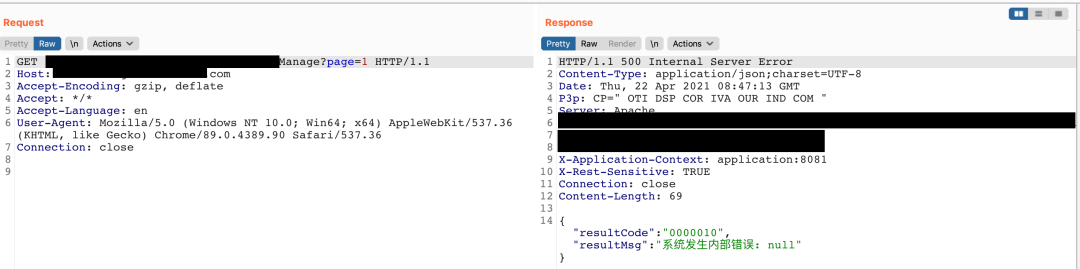 Request
Pretty Raw \n Actions
1 GET Manage?page=1 HTTP/1.1
2 Host: com
3 Accept-Encoding: gzip, deflate
4 Accept: */*
5 Accept-Language: en
6 User-Agent: Mozilla/5.0 (Windows NT 10.0; Win64; x64) AppleWebKit/537.36
(KHTML, like Gecko) Chrome/89.0.4389.90 Safari/537.36
7 Connection: close
8
9
Response
Pretty Raw Render \n Actions
1 HTTP/1.1 500 Internal Server Error
2 Content-Type: application/json;charset=UTF-8
3 Date: Thu, 22 Apr 2021 08:47:13 GMT
4 P3p: CP=" OTI DSP COR IVA OUR IND COM "
5 Server: Apache
6
7
8
9 X-Application-Context: application:8081
10 X-Rest-Sensitive: TRUE
11 Connection: close
12 Content-Length: 69
13
14 {
"resultCode":"0000010",
"resultMsg":"系统发生内部错误: null"
}